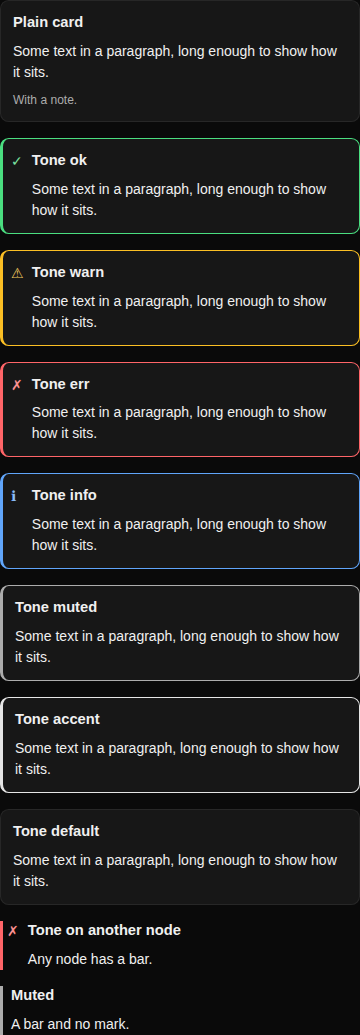 Plain card
Some text in a paragraph, long enough to show how
it sits.
With a note.
✓ Tone ok
Some text in a paragraph, long enough to show
how it sits.
⚠ Tone warn
Some text in a paragraph, long enough to show
how it sits.
✗ Tone err
Some text in a paragraph, long enough to show
how it sits.
ℹ Tone info
Some text in a paragraph, long enough to show
how it sits.
Tone muted
Some text in a paragraph, long enough to show how
it sits.
Tone accent
Some text in a paragraph, long enough to show how
it sits.
Tone default
Some text in a paragraph, long enough to show how
it sits.
✗ Tone on another node
Any node has a bar.
Muted
A bar and no mark.